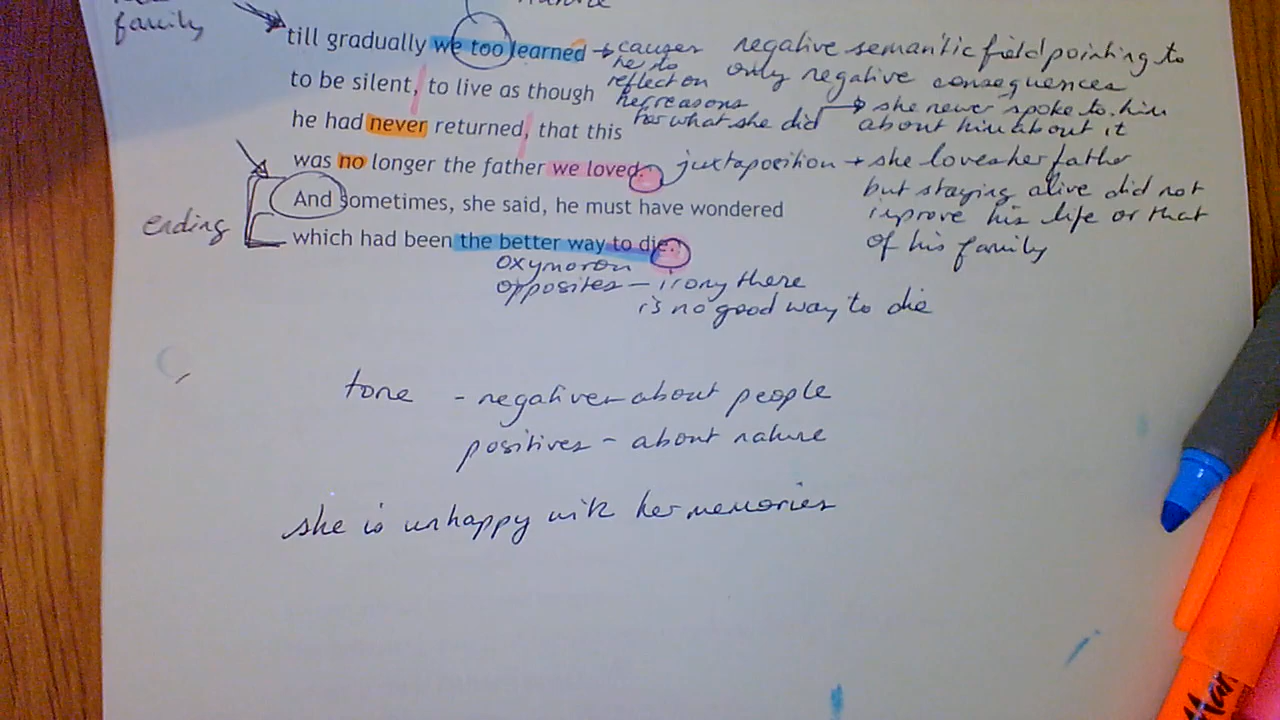 family
till gradually we too learned → causes negative semantic field pointing to
her to only negative consequences
to be silent, to live as though reflect on
her reasons → she never spoke to him
he had never returned, that this for what she did about him about it
was no longer the father we loved. juxtaposition → she loves her father
but staying alive did not
And sometimes, she said, he must have wondered improve his life or that
ending which had been the better way to die. of his family
oxymoron
opposites – irony there
is no good way to die
tone - negatives about people
positives - about nature
she is unhappy with her memories
Mar